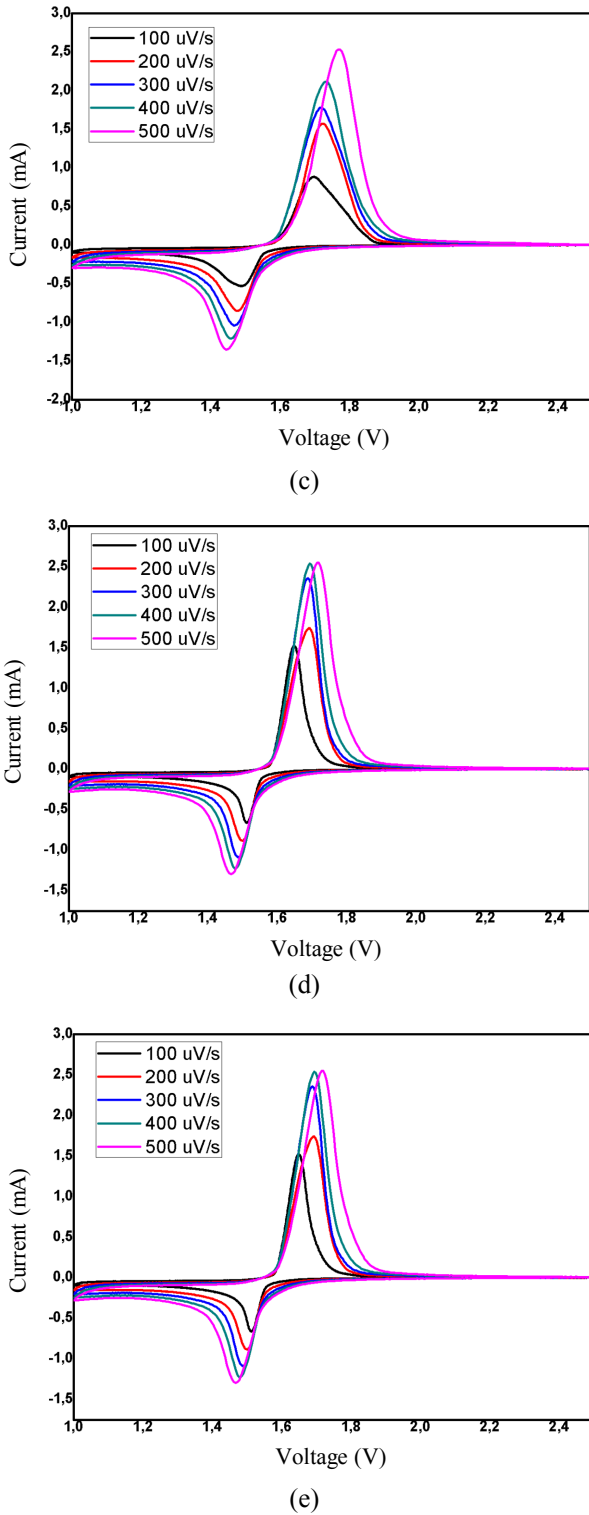 3,0
2,5
2,0
1,5
1,0
0,5
0,0
-0,5
-1,0
-1,5
-2,0
Current (mA)
100 uV/s
200 uV/s
300 uV/s
400 uV/s
500 uV/s
1,0 1,2 1,4 1,6 1,8 2,0 2,2 2,4
Voltage (V)
(c)
3,0
2,5
2,0
1,5
1,0
0,5
0,0
-0,5
-1,0
-1,5
Current (mA)
100 uV/s
200 uV/s
300 uV/s
400 uV/s
500 uV/s
1,0 1,2 1,4 1,6 1,8 2,0 2,2 2,4
Voltage (V)
(d)
3,0
2,5
2,0
1,5
1,0
0,5
0,0
-0,5
-1,0
-1,5
Current (mA)
100 uV/s
200 uV/s
300 uV/s
400 uV/s
500 uV/s
1,0 1,2 1,4 1,6 1,8 2,0 2,2 2,4
Voltage (V)
(e)